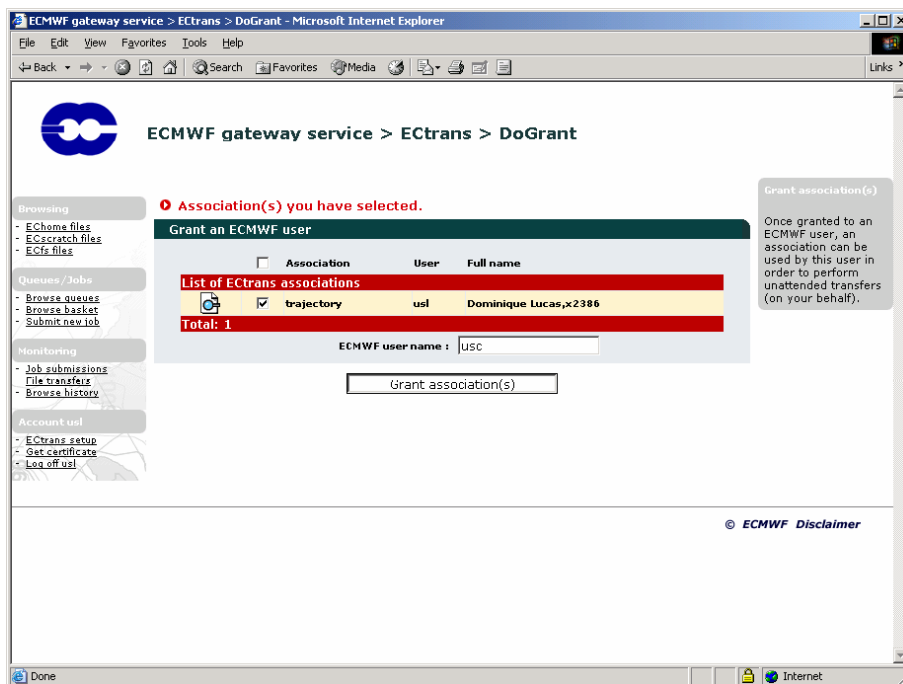 ECMWF gateway service > ECtrans > DoGrant - Microsoft Internet Explorer
File Edit View Favorites Tools Help
Back Search Favorites Media Links
ECMWF gateway service > ECtrans > DoGrant
Browsing
- EChome files
- ECscratch files
- ECfs files
Queues/Jobs
- Browse queues
- Browse basket
- Submit new job
Monitoring
- Job submissions
File transfers
- Browse history
Account usl
- ECtrans setup
- Get certificate
- Log off usl
Association(s) you have selected.
Grant an ECMWF user
Association User Full name
List of ECtrans associations
trajectory usl Dominique Lucas,x2386
Total: 1
ECMWF user name : usc
Grant association(s)
Grant association(s)
Once granted to an
ECMWF user, an
association can be
used by this user in
order to perform
unattended transfers
(on your behalf).
© ECMWF Disclaimer
Done Internet